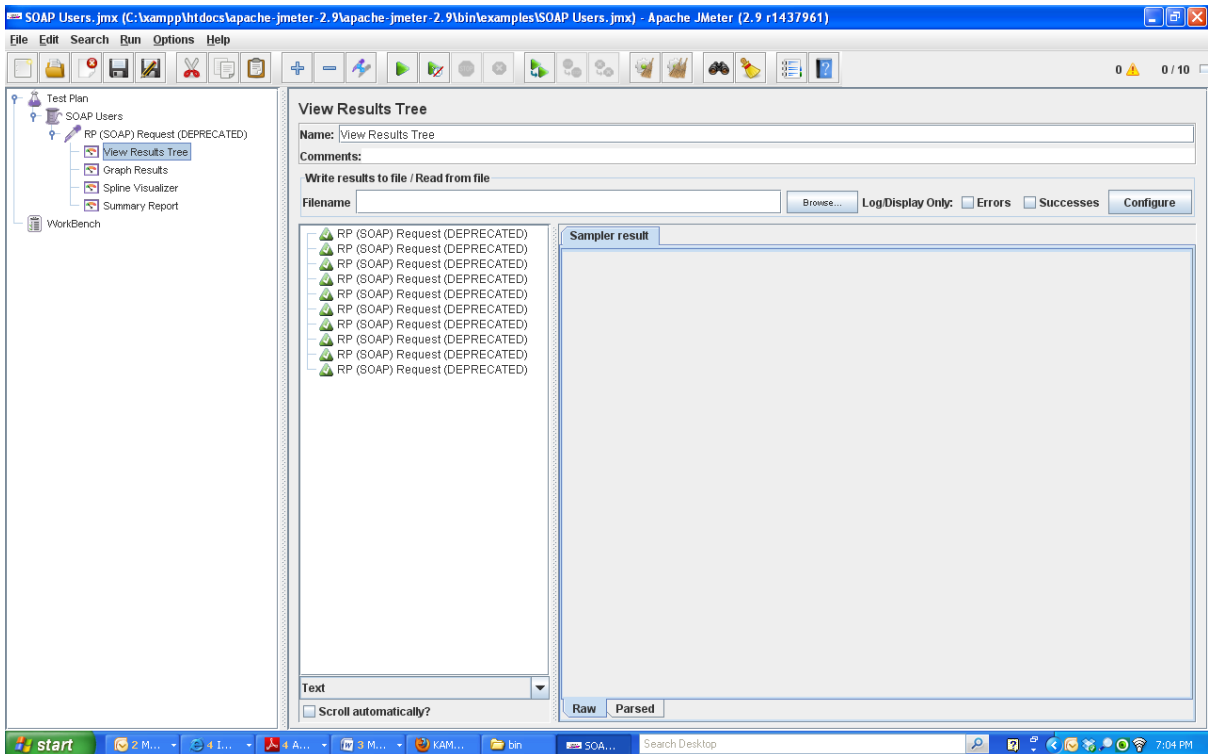 SOAP Users.jmx (C:\xampp\htdocs\apache-jmeter-2.9\apache-jmeter-2.9\bin\examples\SOAP Users.jmx) - Apache JMeter (2.9 r1437961)
File Edit Search Run Options Help
0 0 / 10
Test Plan
SOAP Users
RP (SOAP) Request (DEPRECATED)
View Results Tree
Graph Results
Spline Visualizer
Summary Report
WorkBench
View Results Tree
Name: View Results Tree
Comments:
Write results to file / Read from file
Filename Browse... Log/Display Only: Errors Successes Configure
RP (SOAP) Request (DEPRECATED)
RP (SOAP) Request (DEPRECATED)
RP (SOAP) Request (DEPRECATED)
RP (SOAP) Request (DEPRECATED)
RP (SOAP) Request (DEPRECATED)
RP (SOAP) Request (DEPRECATED)
RP (SOAP) Request (DEPRECATED)
RP (SOAP) Request (DEPRECATED)
RP (SOAP) Request (DEPRECATED)
RP (SOAP) Request (DEPRECATED)
Text
Scroll automatically?
Sampler result
Raw Parsed
start 2 M... 4 I... 4 A... 3 M... KAM... bin SOA... Search Desktop 7:04 PM